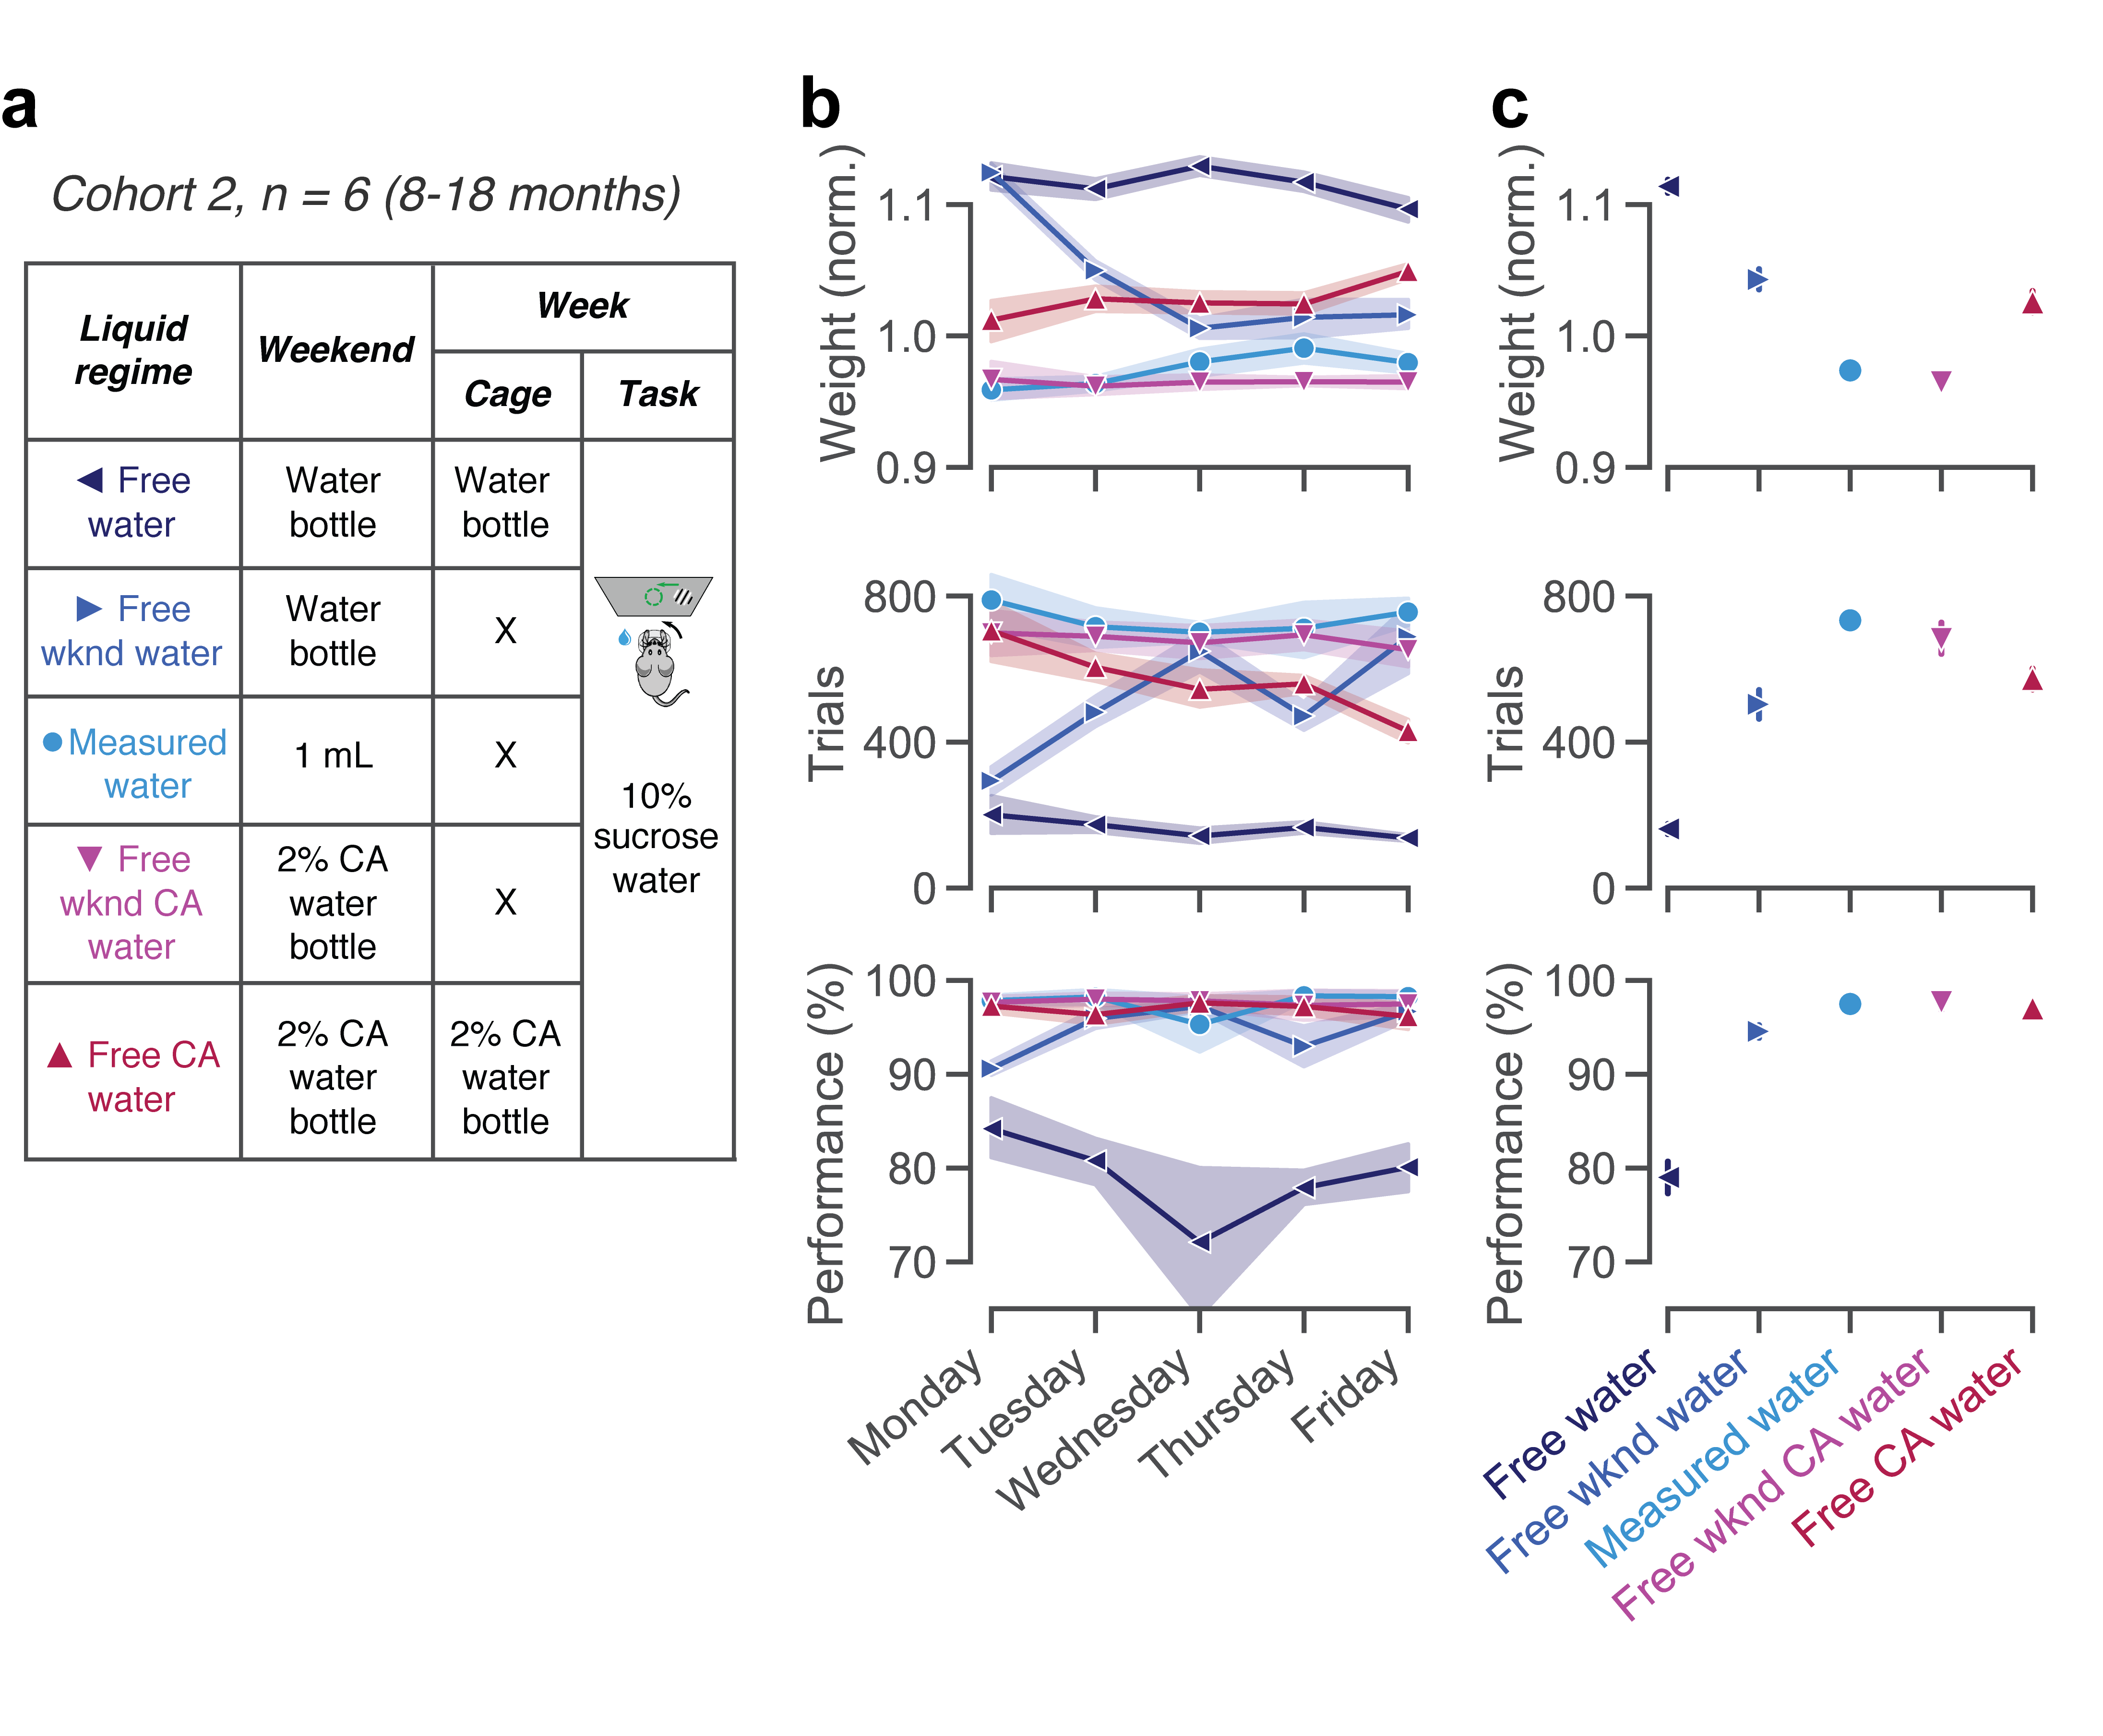 a
Cohort 2, n = 6 (8-18 months)
Liquid
regime
Weekend
Week
Cage
Task
Free
water
Water
bottle
Water
bottle
Free
wknd water
Water
bottle
X
Measured
water
1 mL
X
Free
wknd CA
water
2% CA
water
bottle
X
Free CA
water
2% CA
water
bottle
2% CA
water
bottle
10%
sucrose
water
b
Weight (norm.)
1.1
1.0
0.9
Trials
800
400
0
Performance (%)
100
90
80
70
Monday
Tuesday
Wednesday
Thursday
Friday
c
Weight (norm.)
1.1
1.0
0.9
Trials
800
400
0
Performance (%)
100
90
80
70
Free water
Free wknd water
Measured water
Free wknd CA water
Free CA water